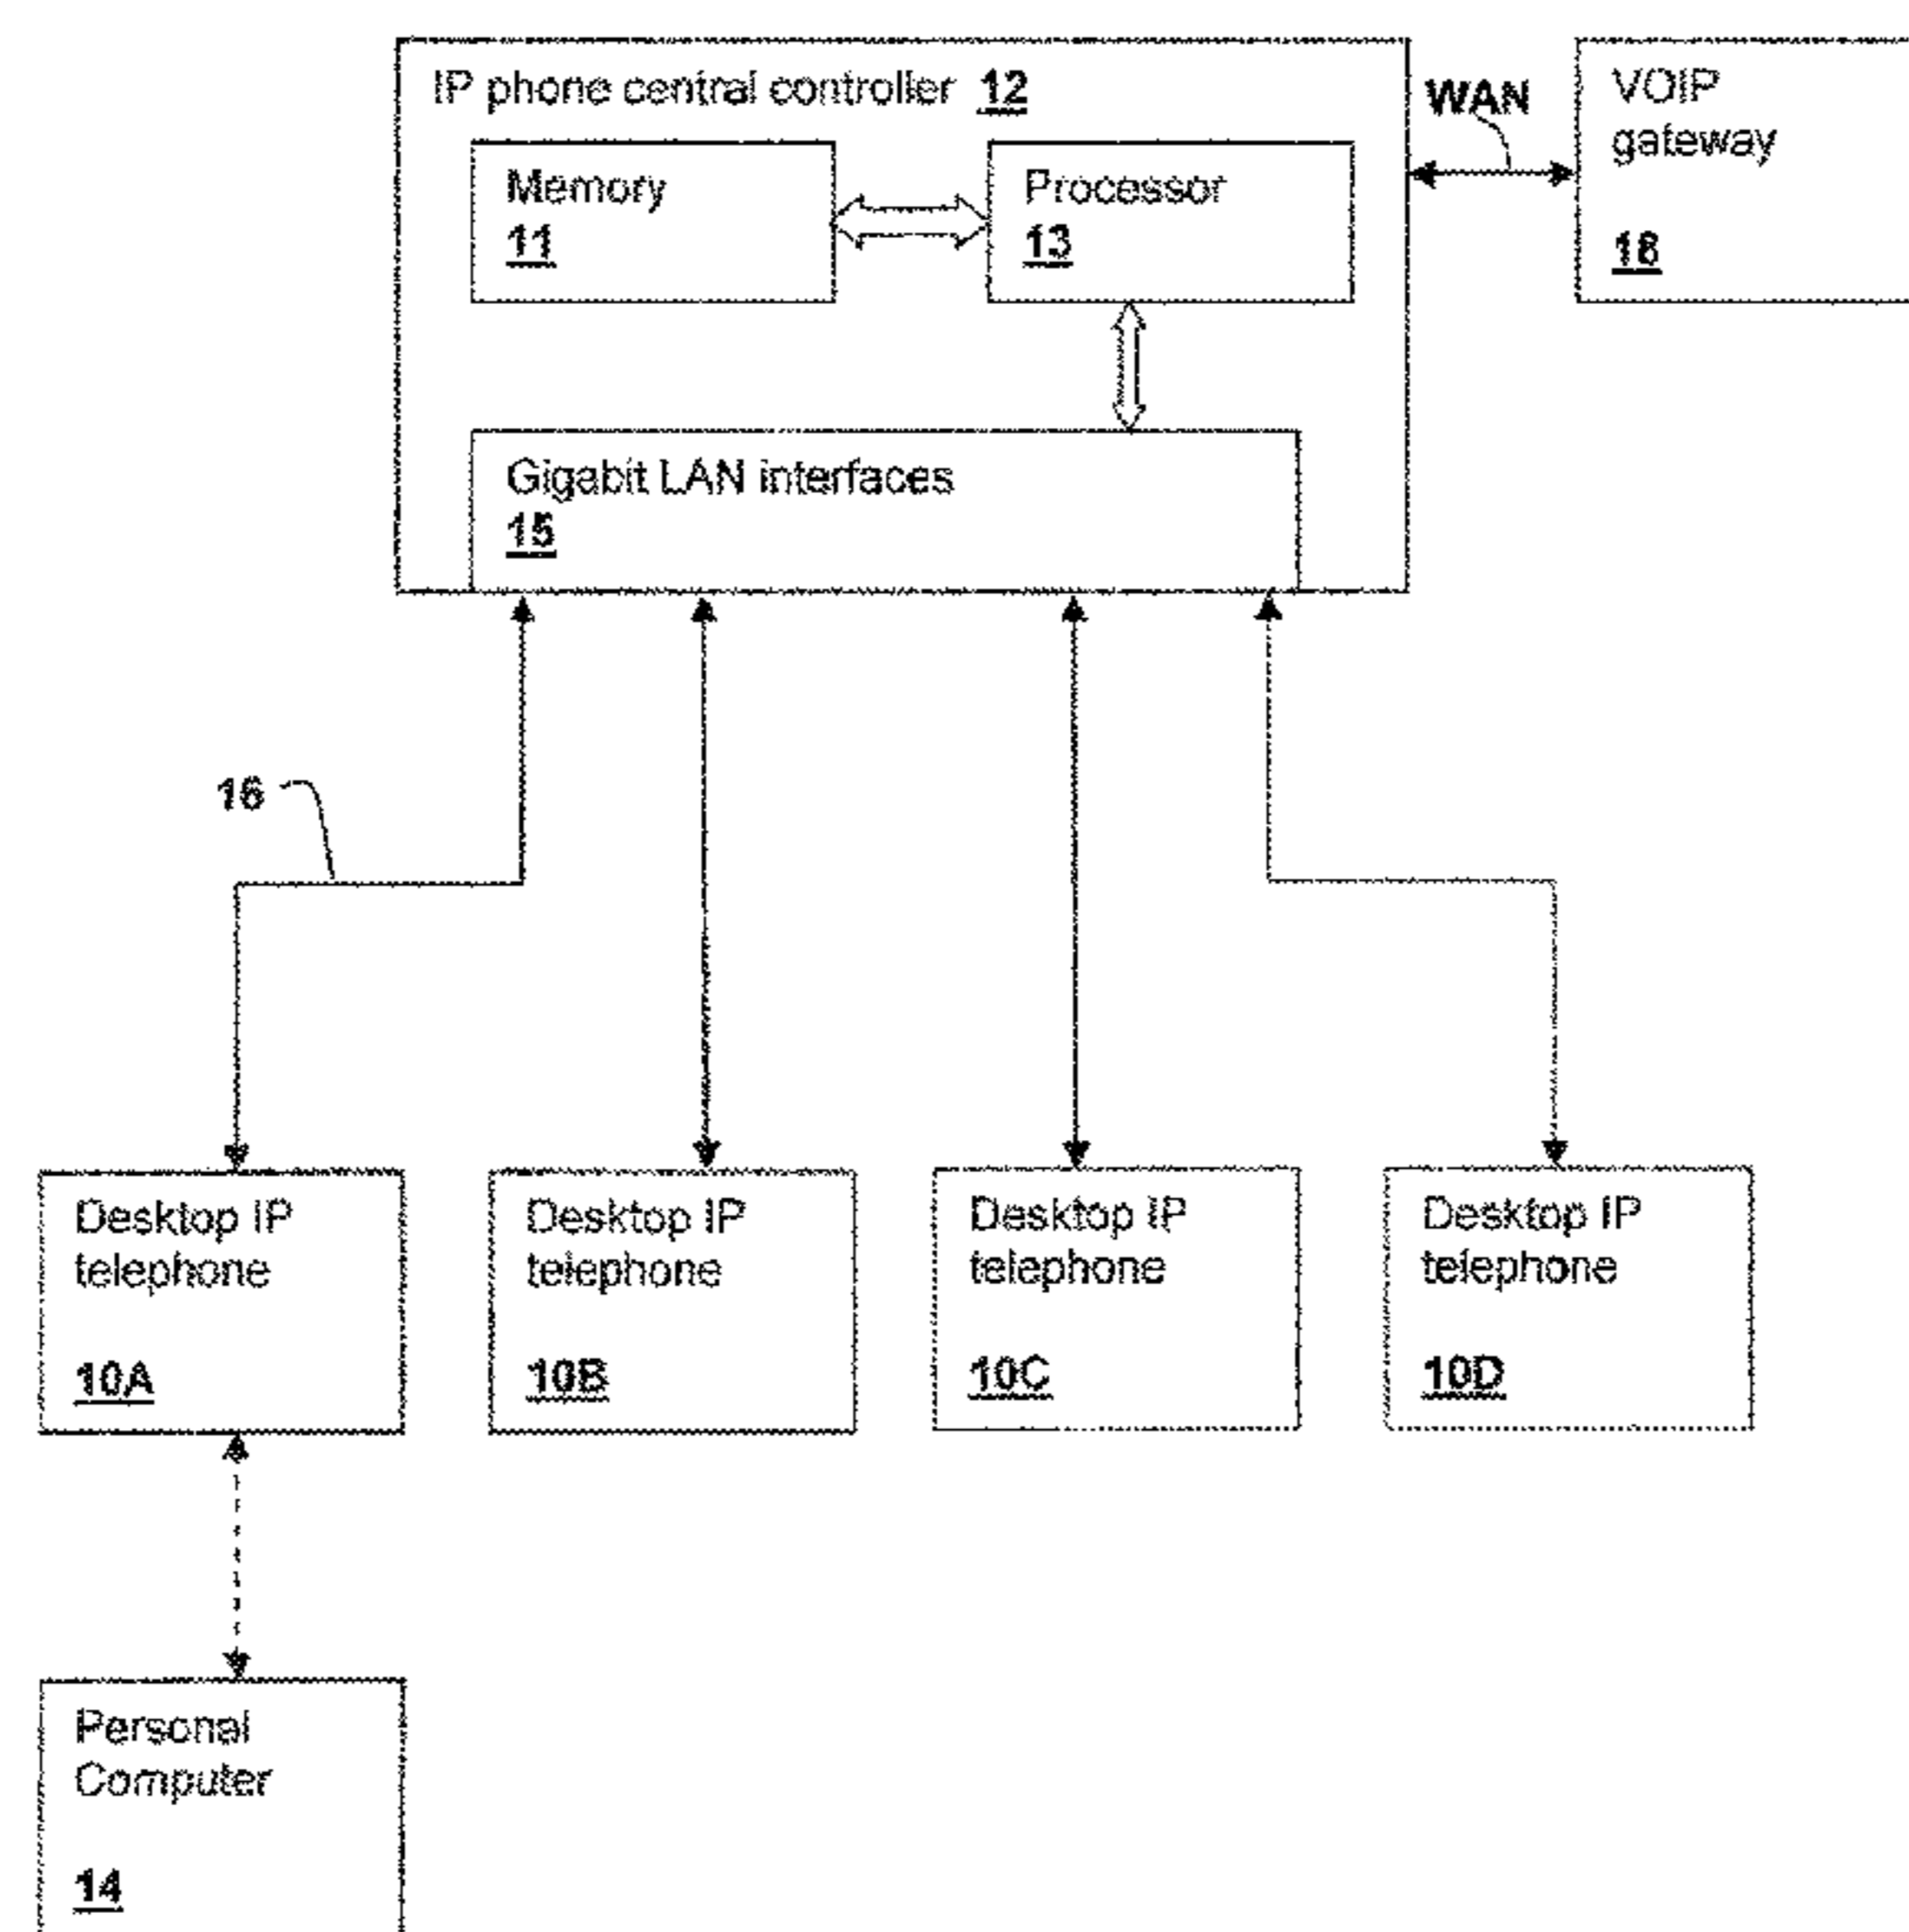 IP phone central controller 12
WAN
VOIP
gateway
18
Memory
11
Processor
13
Gigabit LAN interfaces
15
16
Desktop IP
telephone
10A
Desktop IP
telephone
10B
Desktop IP
telephone
10C
Desktop IP
telephone
10D
Personal
Computer
14